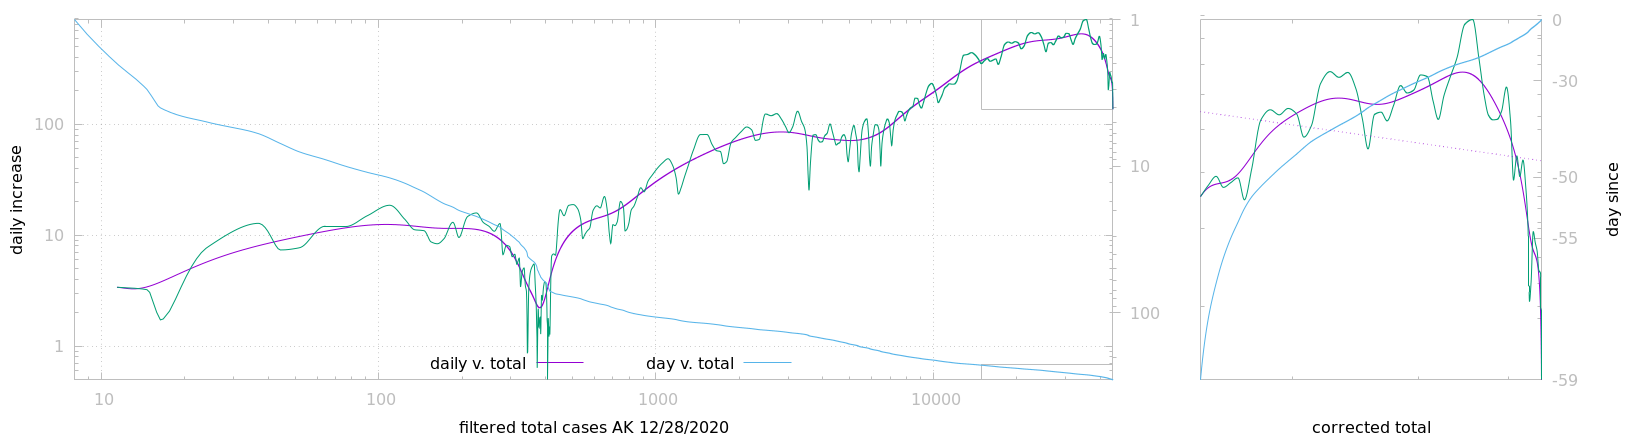 daily increase
100
10
1
10
100
1000
10000
1
10
100
daily v. total
day v. total
filtered total cases AK 12/28/2020
0
-30
-50
-55
-59
day since
corrected total